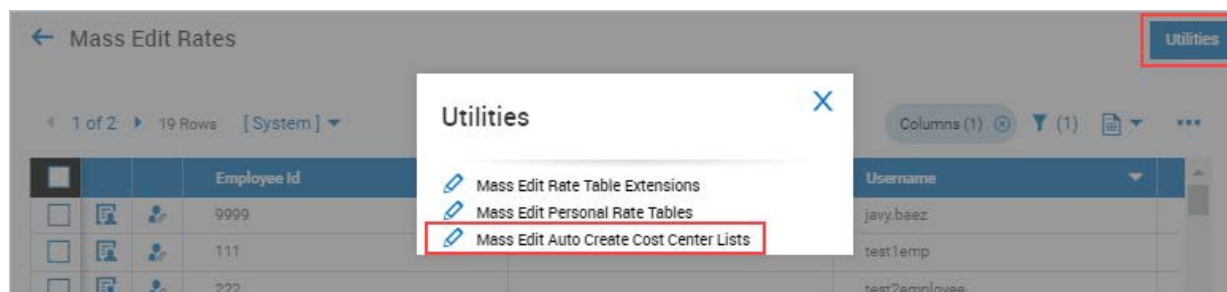 Mass Edit Rates
Utilities
Utilities
1 of 2 19 Rows [System]
Columns (1) (1)
Employee Id Username
Mass Edit Rate Table Extensions
Mass Edit Personal Rate Tables
Mass Edit Auto Create Cost Center Lists
9999 javy.baez
111 test1emp
222 test2employee